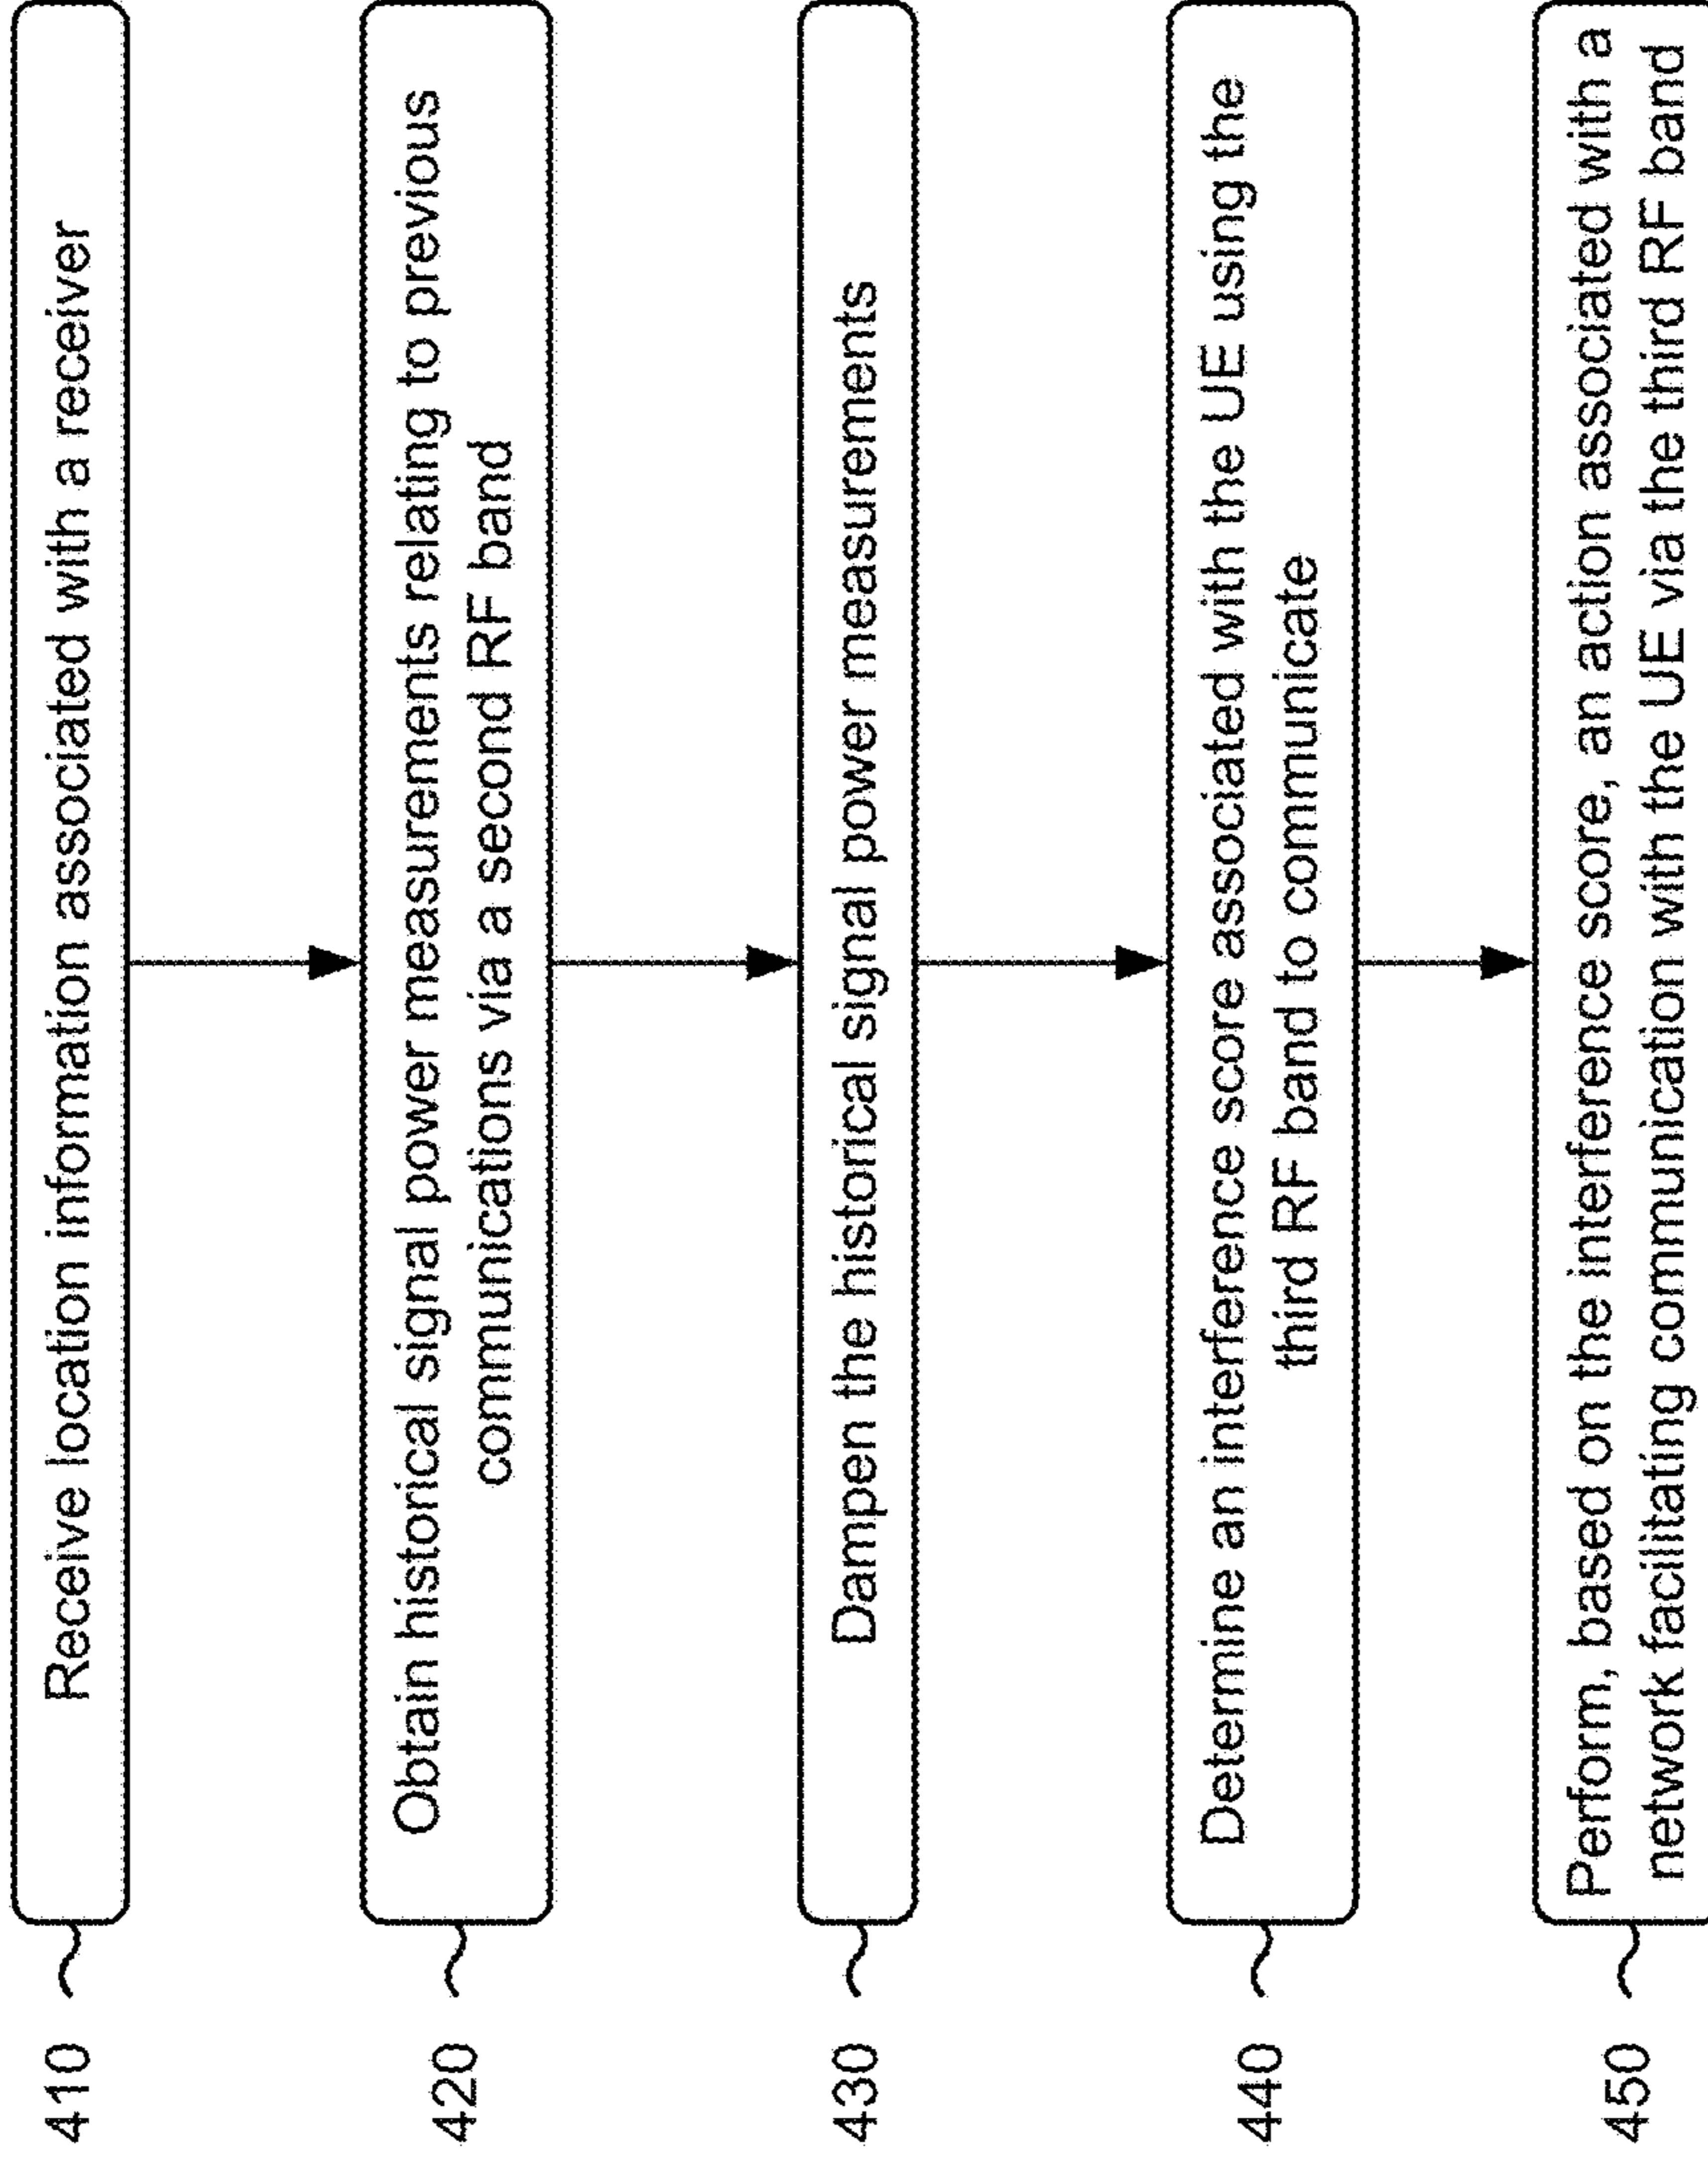 410
Receive location information associated with a receiver
420
Obtain historical signal power measurements relating to previous
communications via a second RF band
430
Dampen the historical signal power measurements
440
Determine an interference score associated with the UE using the
third RF band to communicate
450
Perform, based on the interference score, an action associated with a
network facilitating communication with the UE via the third RF band